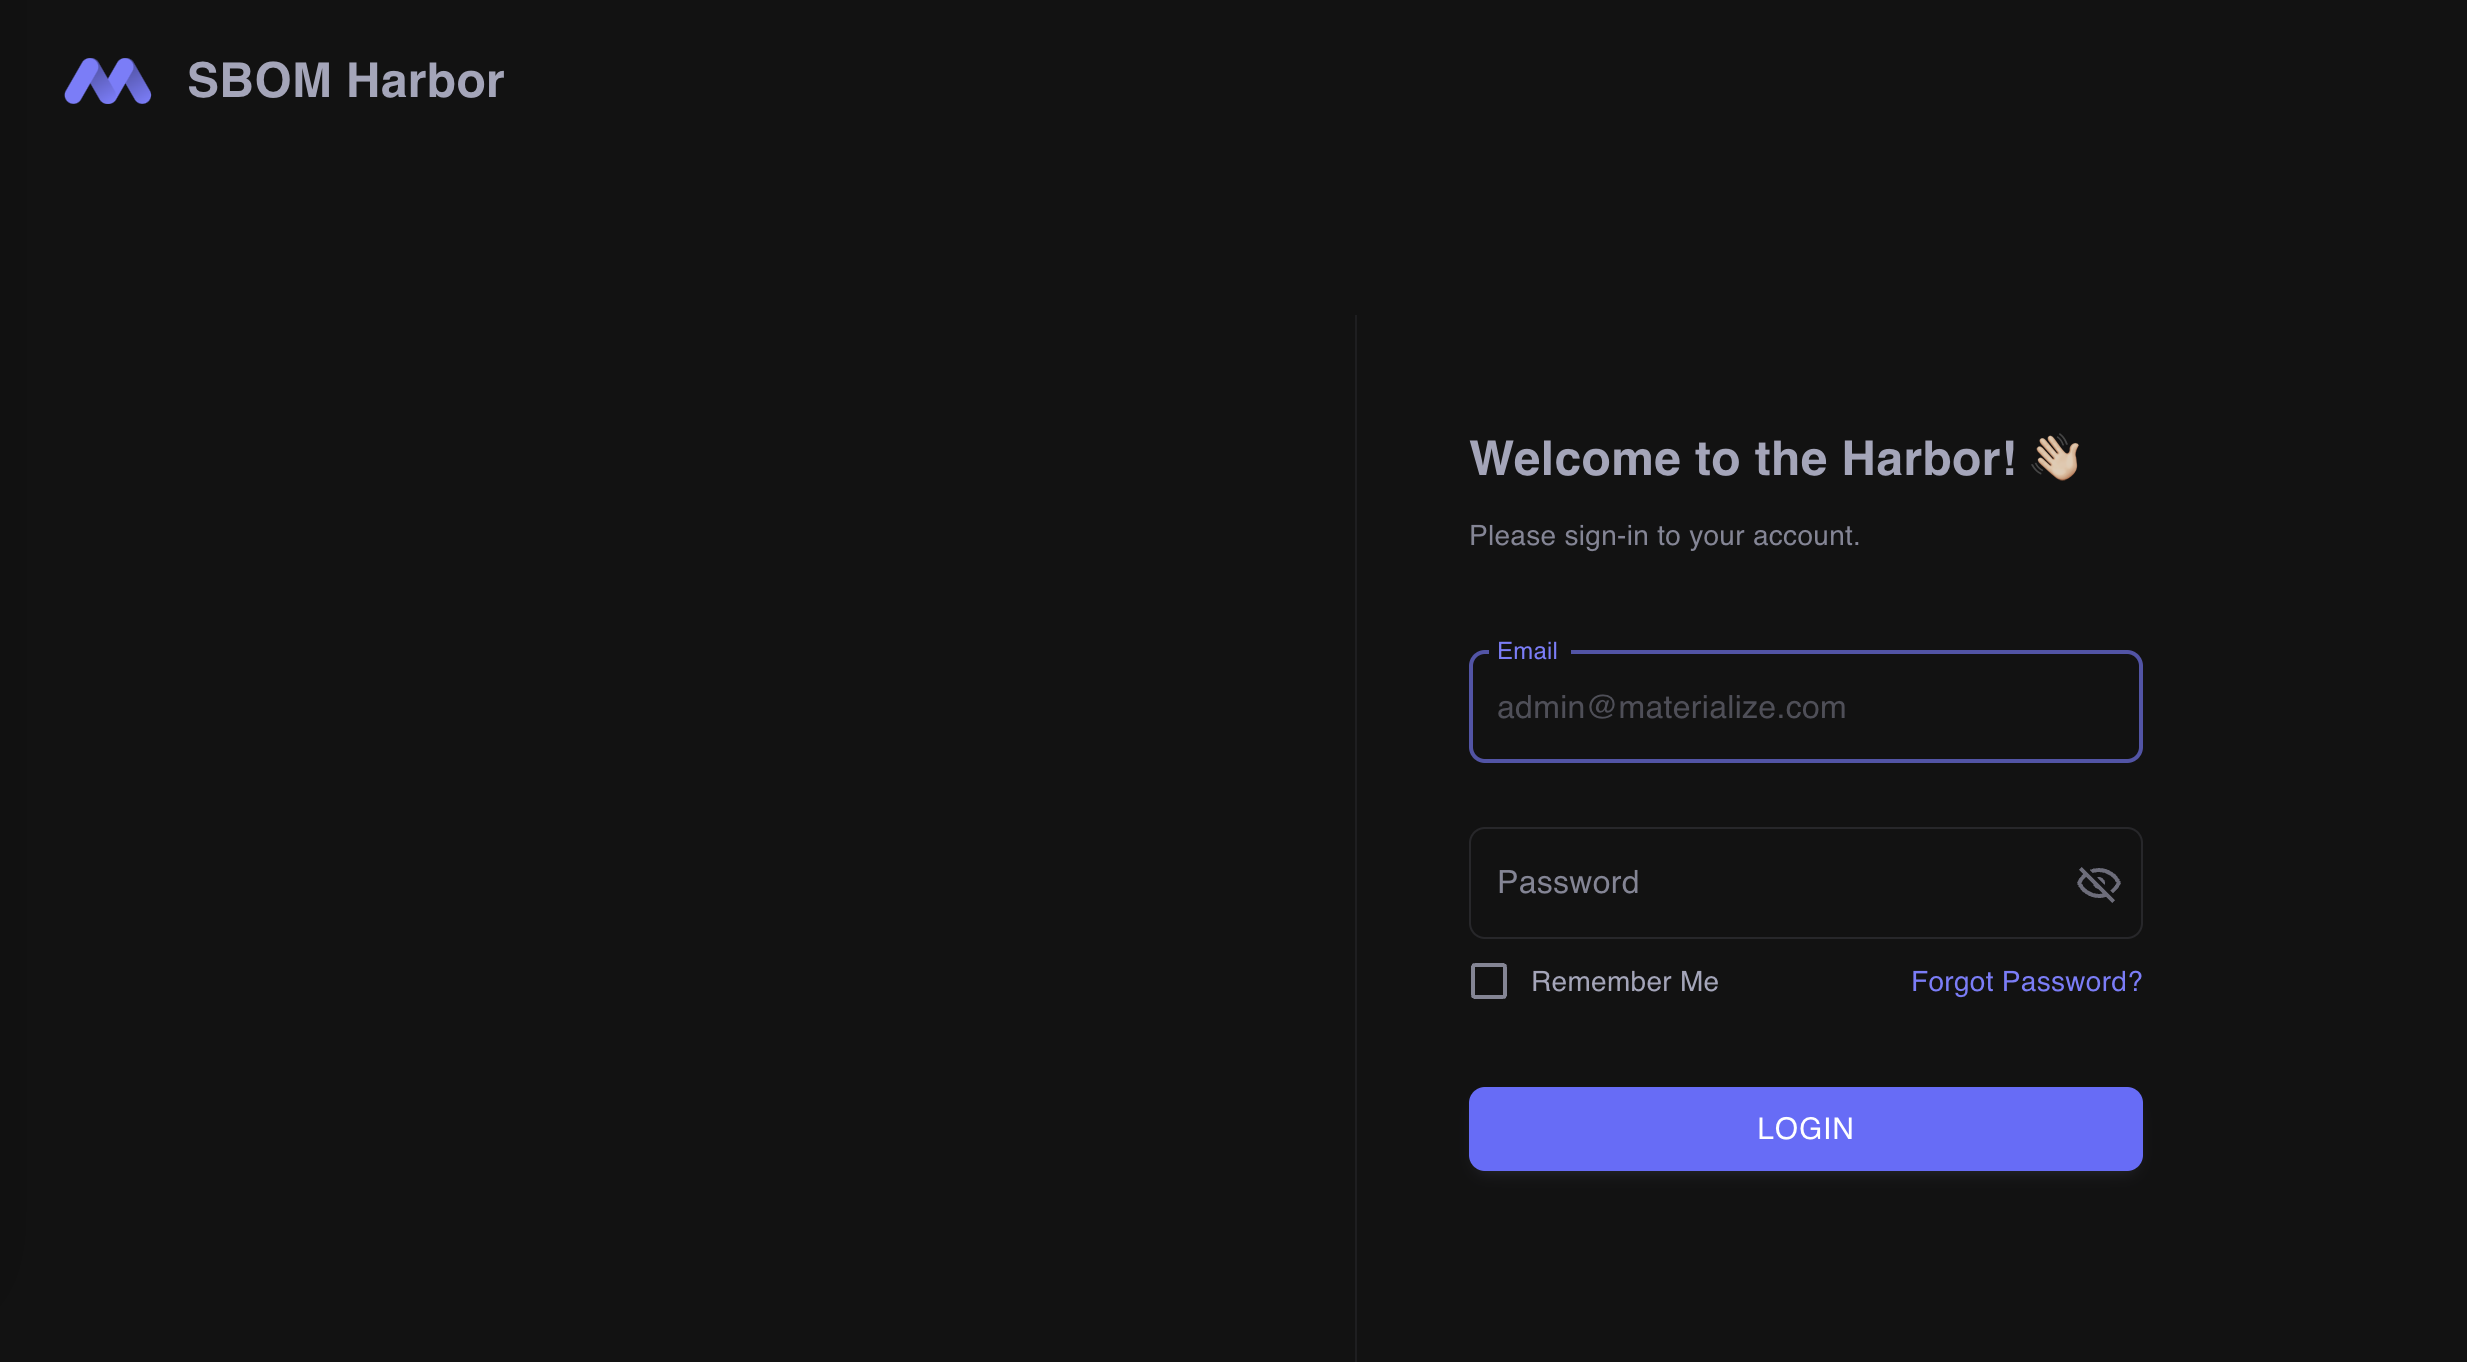 SBOM Harbor
Welcome to the Harbor! 👋🏻
Please sign-in to your account.
Email
admin@materialize.com
Password
Remember Me
Forgot Password?
LOGIN